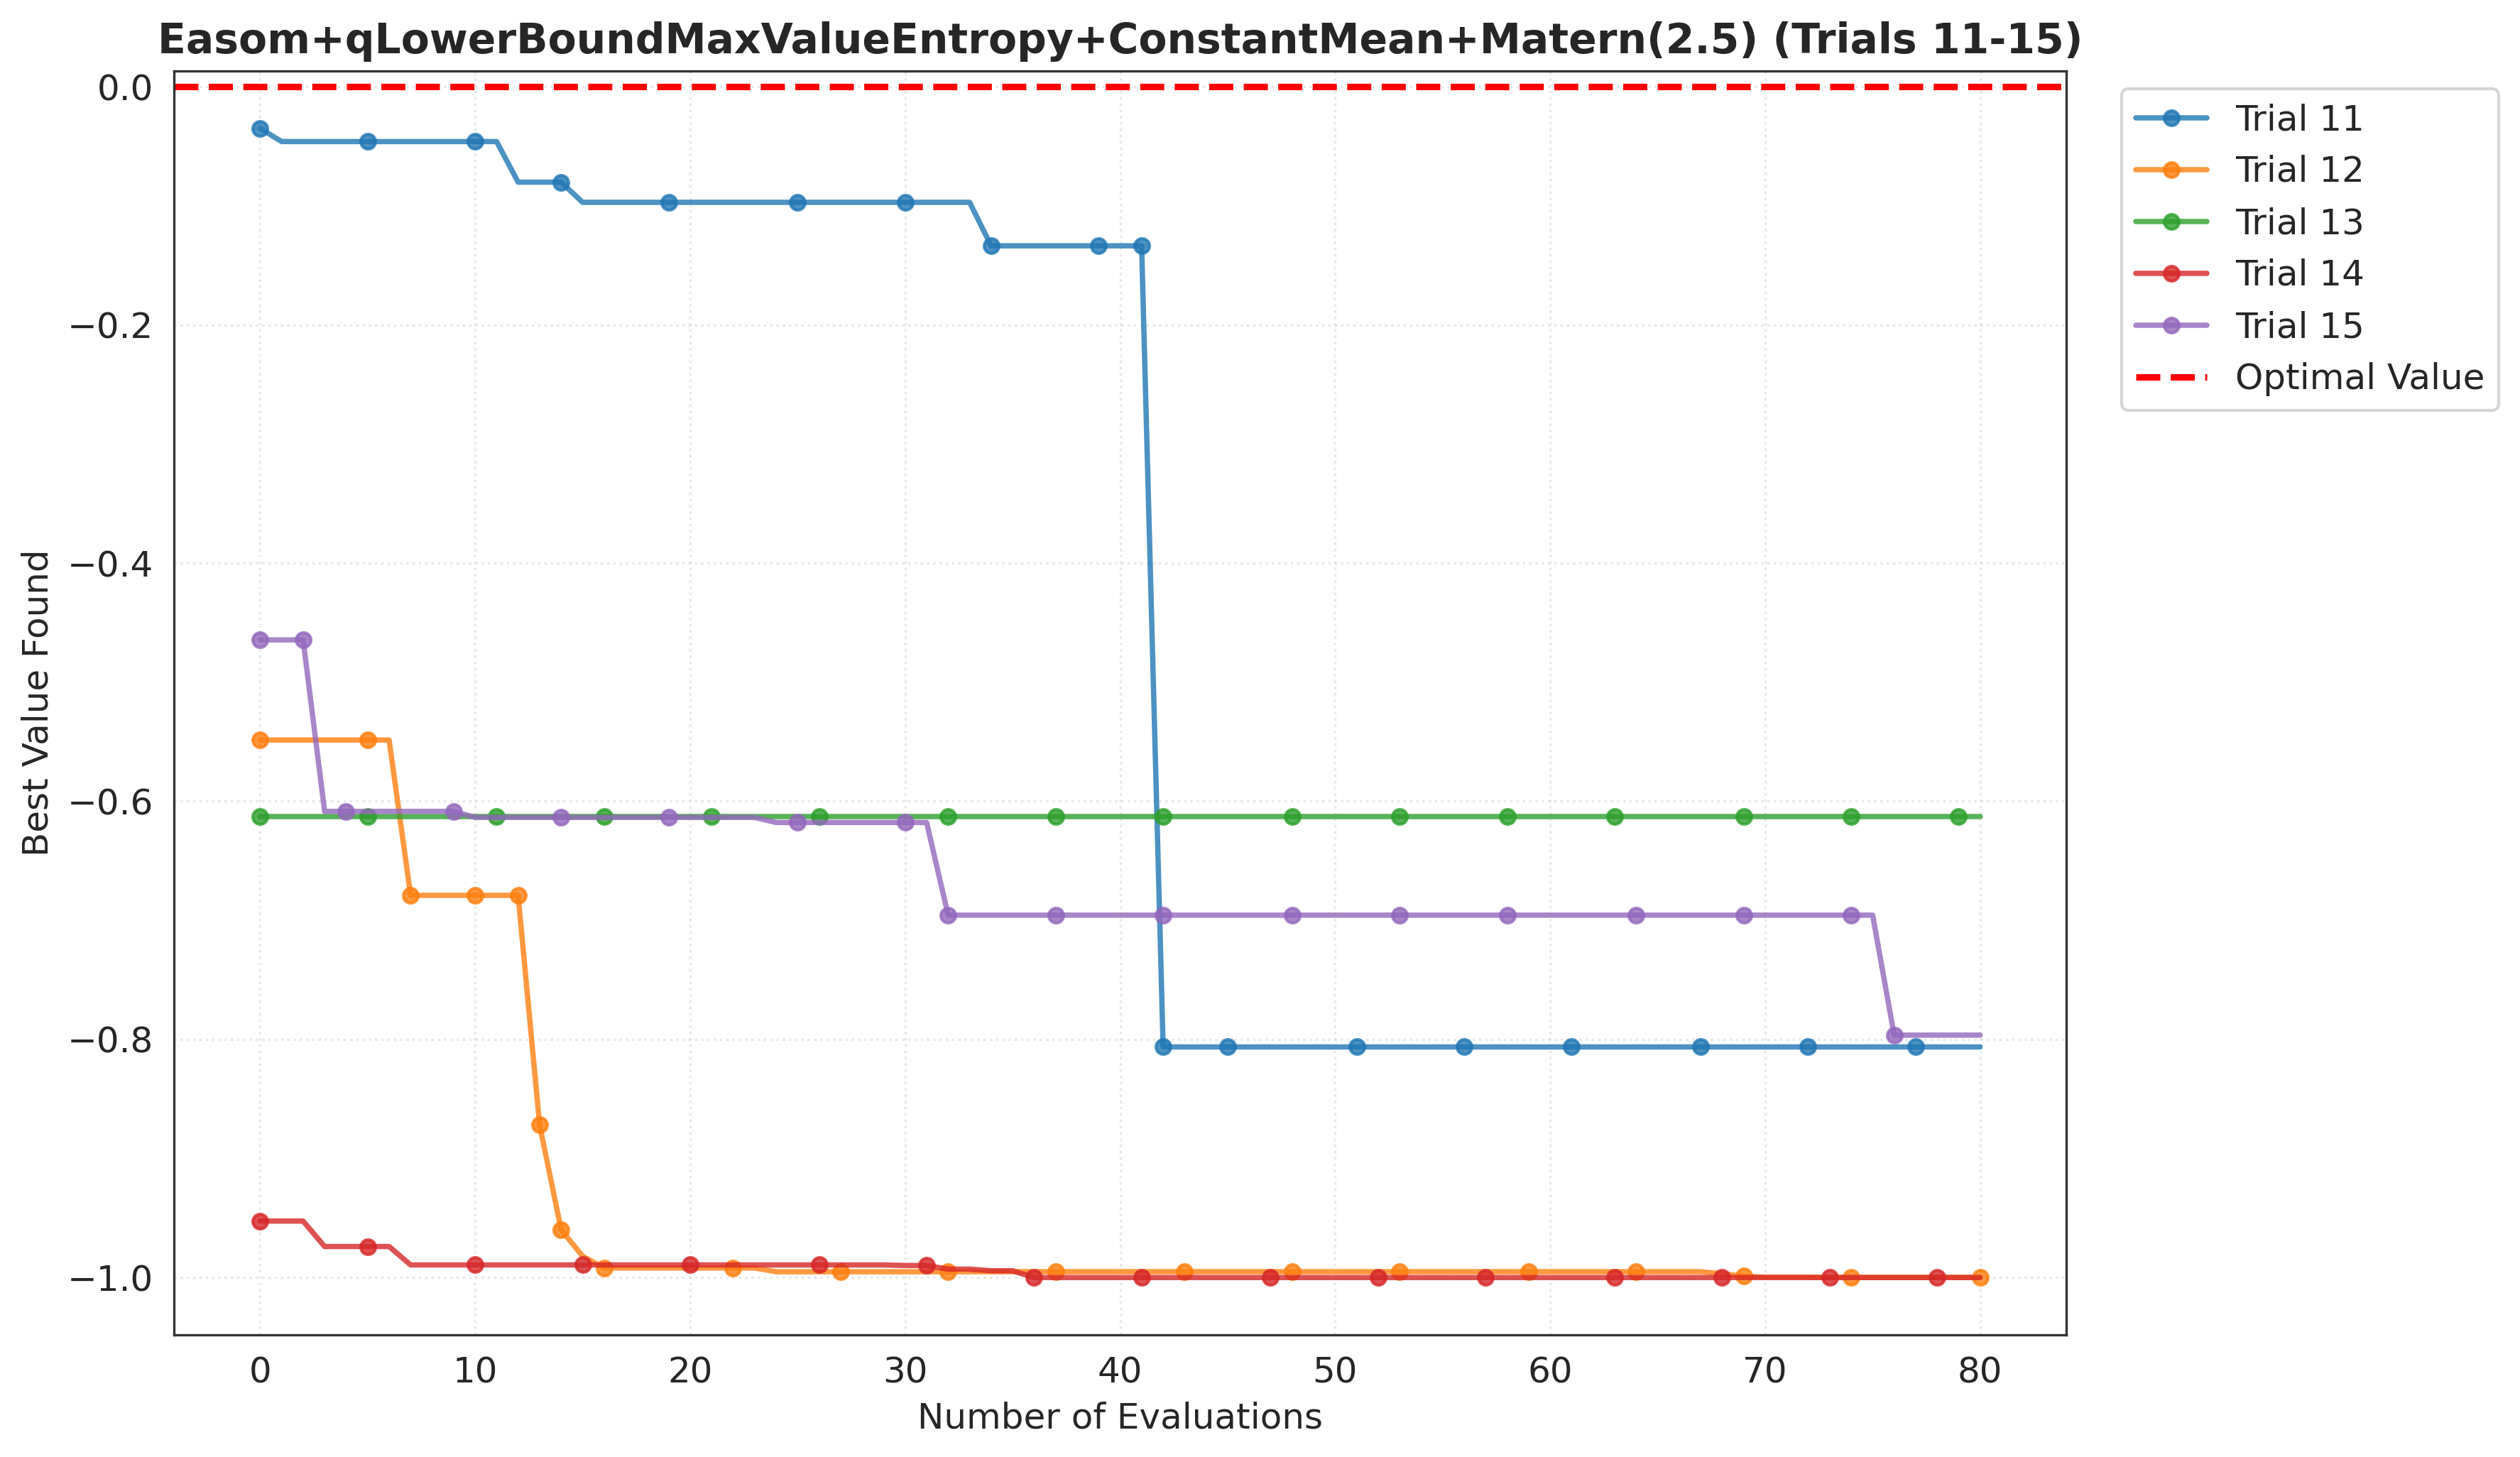 Easom+qLowerBoundMaxValueEntropy+ConstantMean+Matern(2.5) (Trials 11-15)
0.0
−0.2
−0.4
−0.6
−0.8
−1.0
Best Value Found
0 10 20 30 40 50 60 70 80
Number of Evaluations
Trial 11
Trial 12
Trial 13
Trial 14
Trial 15
Optimal Value